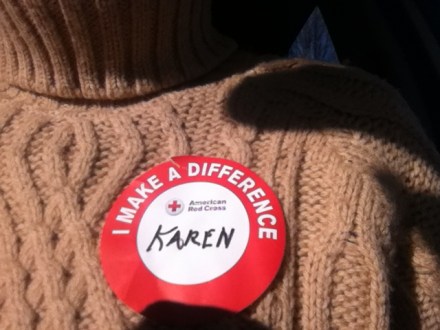 I MAKE A DIFFERENCE
American
Red Cross
KAREN